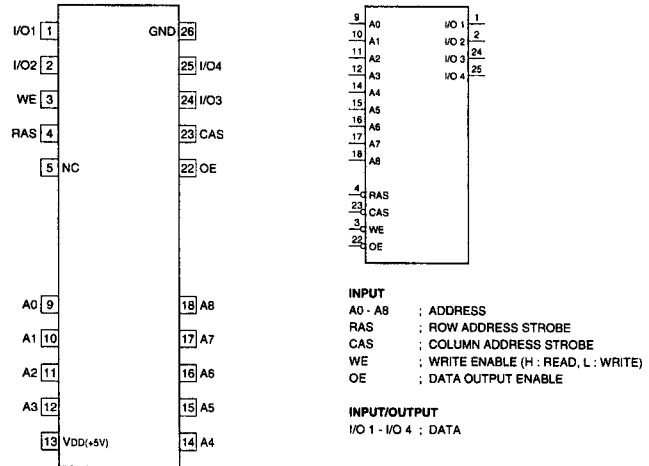 I/O1 1 GND 26
I/O2 2 25 I/O4
WE 3 24 I/O3
RAS 4 23 CAS
5 NC 22 OE
A0 9 18 A8
A1 10 17 A7
A2 11 16 A6
A3 12 15 A5
13 VDD(+5V) 14 A4
9 A0 I/O 1 1
10 A1 I/O 2 2
11 A2 I/O 3 24
12 A3 I/O 4 25
14 A4
15 A5
16 A6
17 A7
18 A8
4 RAS
23 CAS
3 WE
22 OE
INPUT
A0 - A8 ; ADDRESS
RAS ; ROW ADDRESS STROBE
CAS ; COLUMN ADDRESS STROBE
WE ; WRITE ENABLE (H : READ, L : WRITE)
OE ; DATA OUTPUT ENABLE
INPUT/OUTPUT
I/O 1 - I/O 4 ; DATA